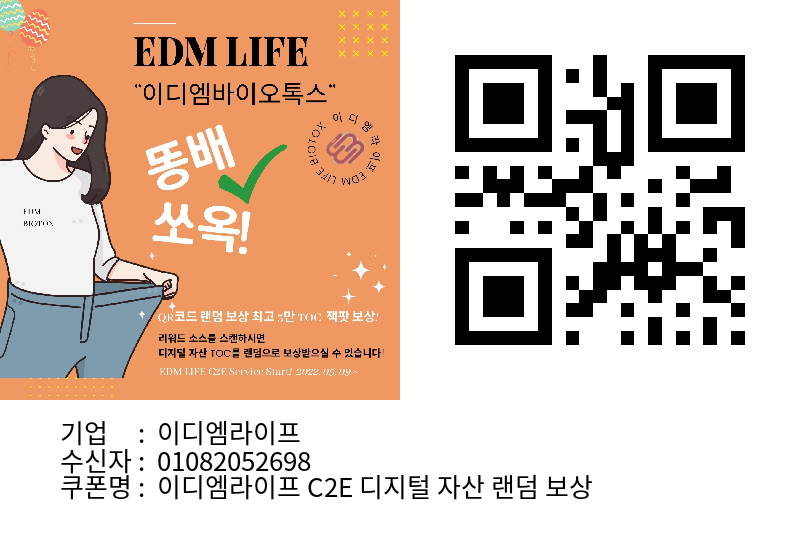 EDM LIFE
"이디엠바이오톡스"
이디엠라이프 EDM LIFE BIOTOX
똥배
쏘옥!
EDM
BIOTOX
QR코드 랜덤 보상 최고 5만 TOC 잭팟 보상!
리워드 소스를 스캔하시면
디지털 자산 TOC를 랜덤으로 보상받으실 수 있습니다!
EDM LIFE C2E Service Start! 2022. 05. 09 ~
기업 : 이디엠라이프
수신자 : 01082052698
쿠폰명 : 이디엠라이프 C2E 디지털 자산 랜덤 보상